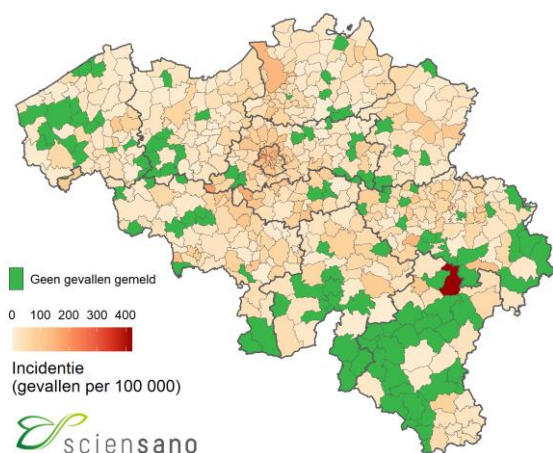 Geen gevallen gemeld
0 100 200 300 400
Incidentie
(gevallen per 100 000)
sciensano